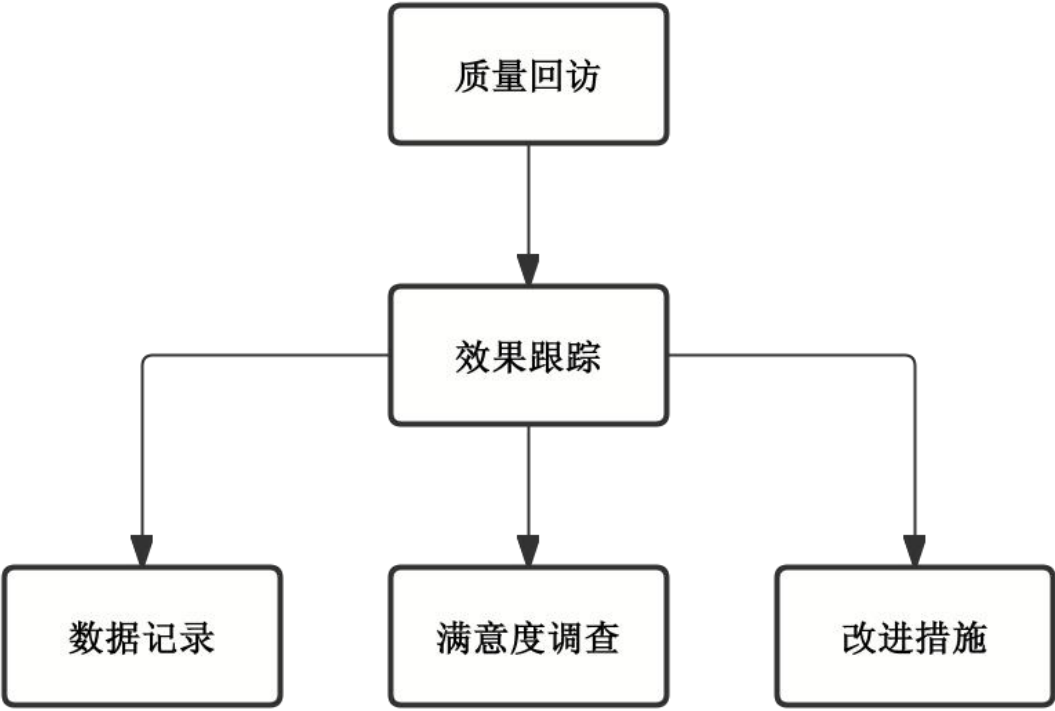 质量回访
效果跟踪
数据记录
满意度调查
改进措施